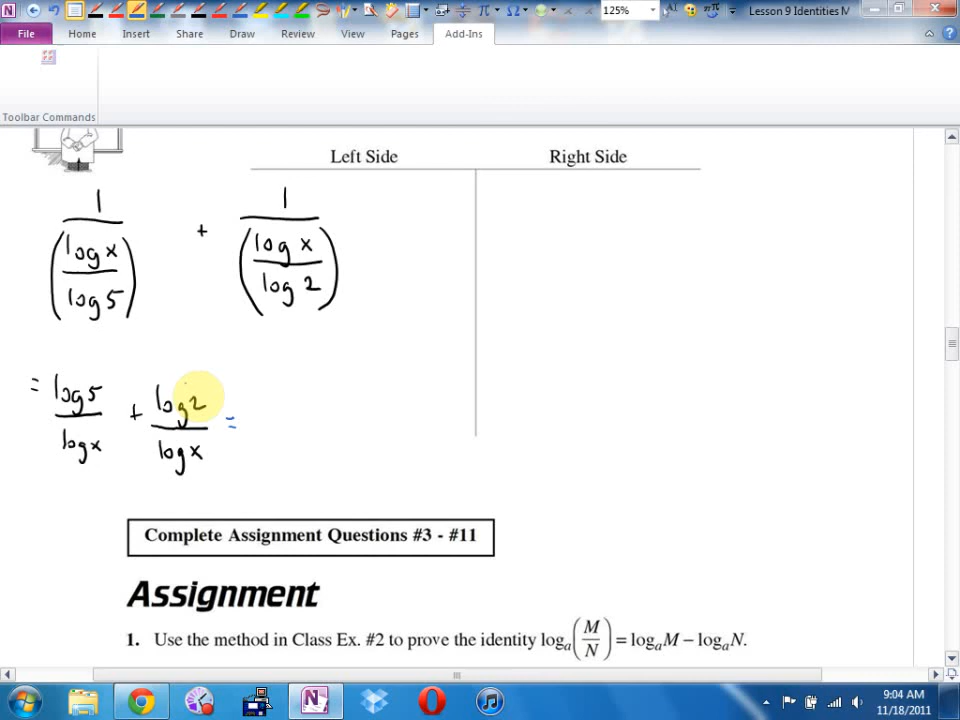 125% Lesson 9 Identities M
File Home Insert Share Draw Review View Pages Add-Ins
Toolbar Commands
Left Side Right Side
1 1
log x + log x
log 5 log 2
= log 5 + log 2 =
log x log x
Complete Assignment Questions #3 - #11
Assignment
1. Use the method in Class Ex. #2 to prove the identity logₐ(M/N) = logₐM − logₐN.
9:04 AM
11/18/2011